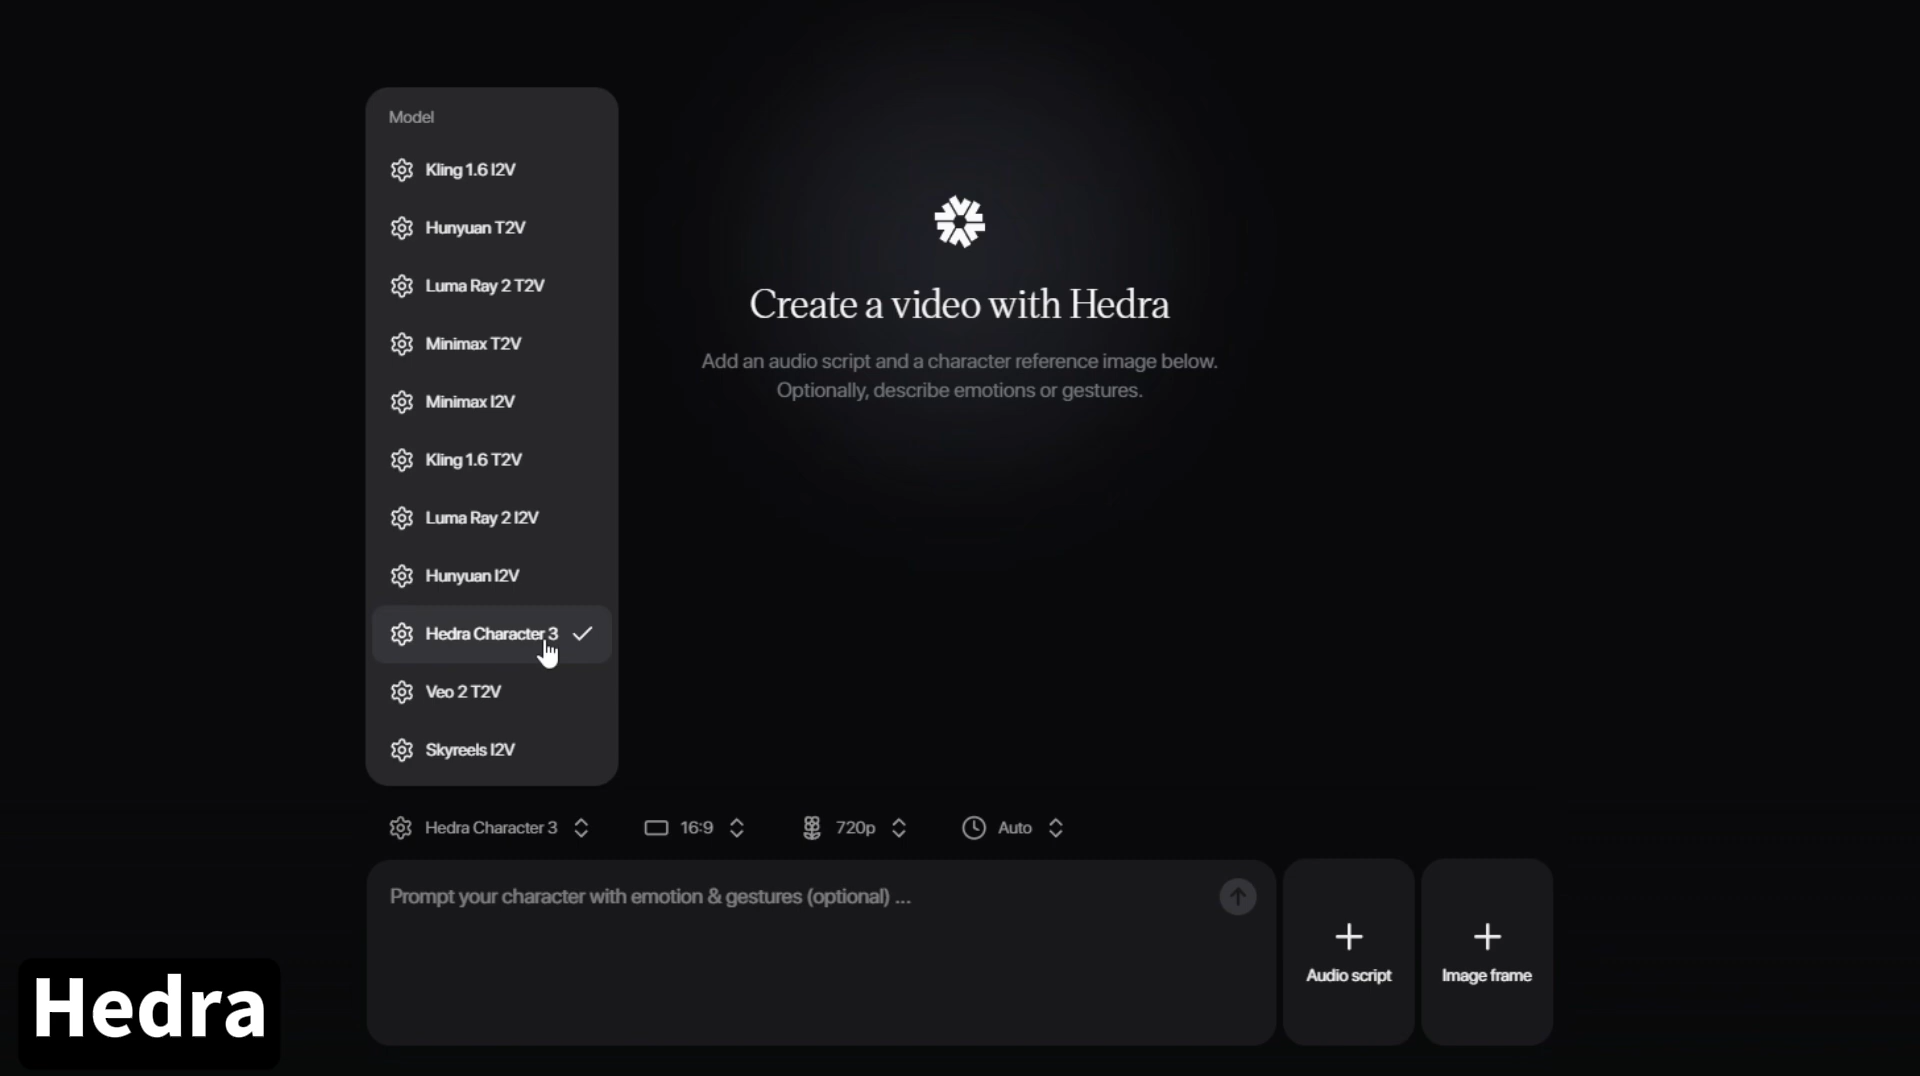 Model
Kling 1.6 I2V
Hunyuan T2V
Luma Ray 2 T2V
Minimax T2V
Minimax I2V
Kling 1.6 T2V
Luma Ray 2 I2V
Hunyuan I2V
Hedra Character 3
Veo 2 T2V
Skyreels I2V
Create a video with Hedra
Add an audio script and a character reference image below.
Optionally, describe emotions or gestures.
Hedra Character 3
16:9
720p
Auto
Prompt your character with emotion & gestures (optional) ...
Audio script
Image frame
Hedra